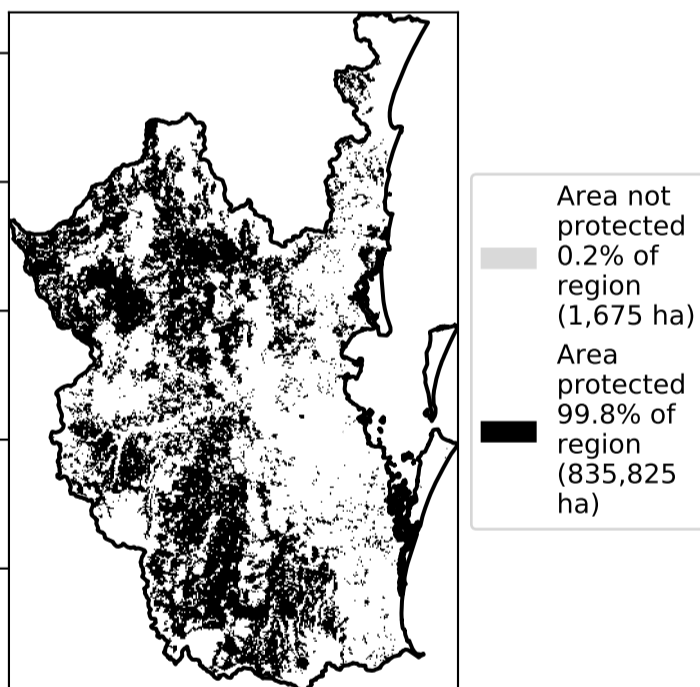 Area not
protected
0.2% of
region
(1,675 ha)
Area
protected
99.8% of
region
(835,825
ha)